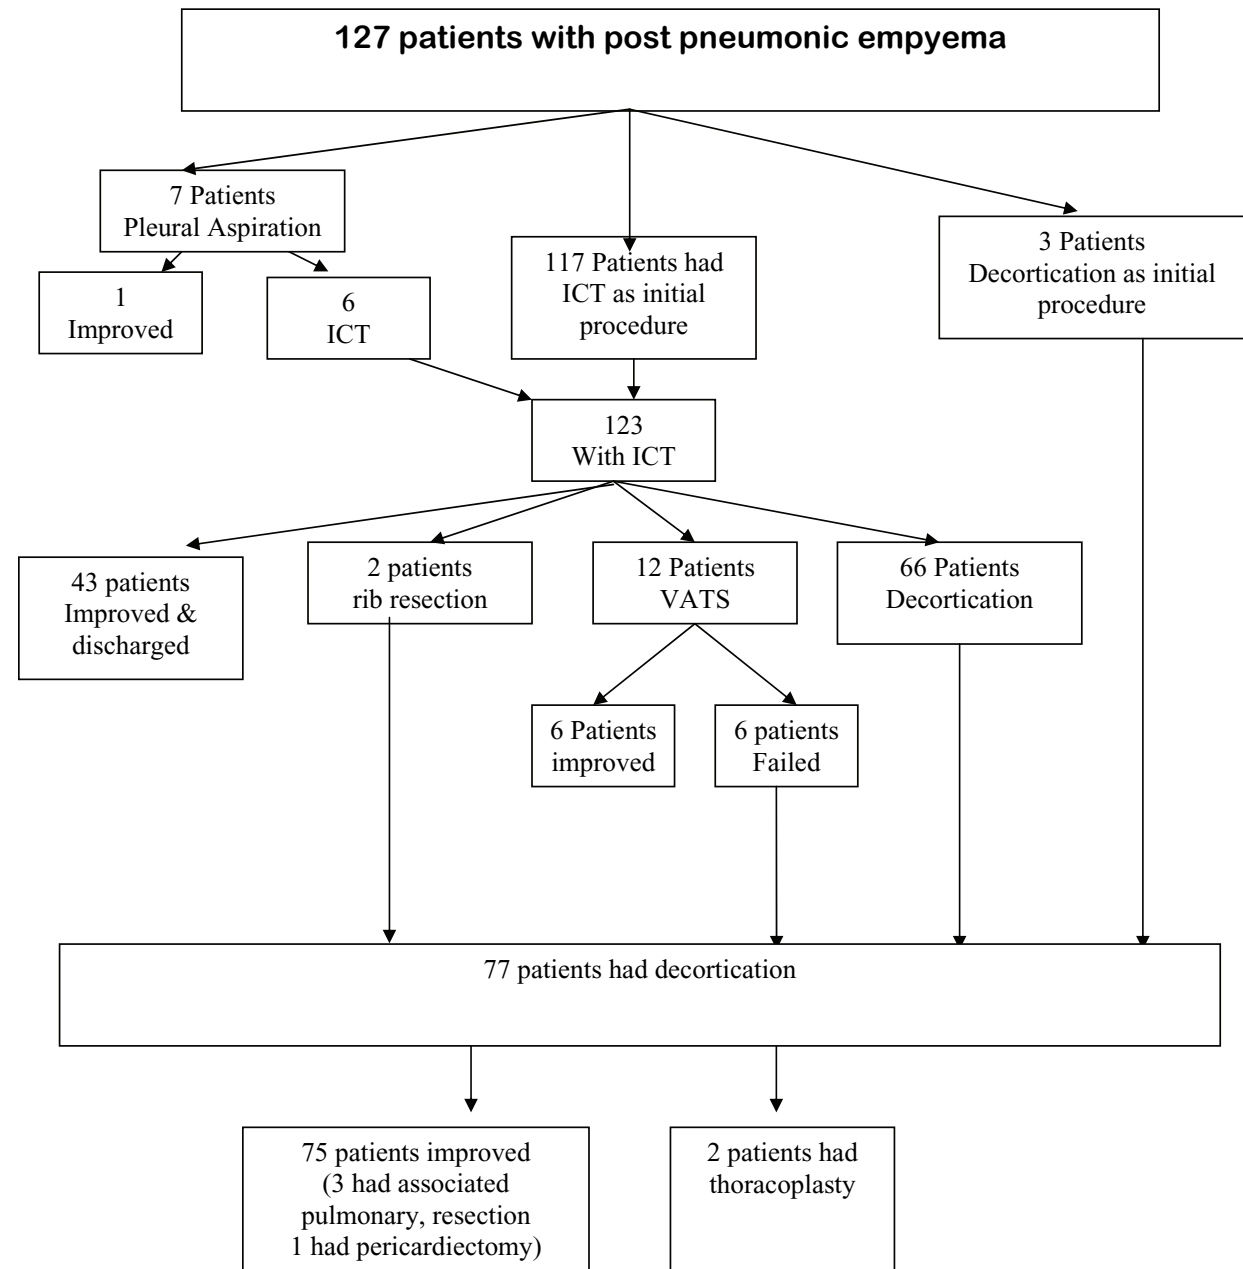 127 patients with post pneumonic empyema
7 Patients
Pleural Aspiration
1
Improved
6
ICT
117 Patients had
ICT as initial
procedure
3 Patients
Decortication as initial
procedure
123
With ICT
43 patients
Improved &
discharged
2 patients
rib resection
12 Patients
VATS
66 Patients
Decortication
6 Patients
improved
6 patients
Failed
77 patients had decortication
75 patients improved
(3 had associated
pulmonary, resection
1 had pericardiectomy)
2 patients had
thoracoplasty